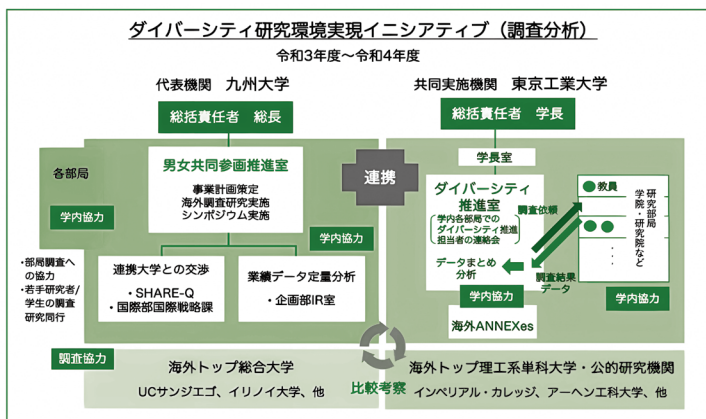 ダイバーシティ研究環境実現イニシアティブ（調査分析）
令和3年度～令和4年度
代表機関　九州大学
総括責任者　総長
各部局
学内協力
・部局調査への協力
・若手研究者/学生の調査研究同行
男女共同参画推進室
事業計画策定
海外調査研究実施
シンポジウム実施
学内協力
連携大学との交渉
・SHARE-Q
・国際部国際戦略課
業績データ定量分析
・企画部IR室
連携
共同実施機関　東京工業大学
総括責任者　学長
学長室
ダイバーシティ
推進室
学内各部局での
ダイバーシティ推進
担当者の連絡会
データまとめ
分析
調査依頼
調査結果
データ
●教員
研究部局
学院・研究院など
学内協力
学内協力
海外ANNEXes
調査協力
海外トップ総合大学
UCサンジエゴ、イリノイ大学、他
比較考察
海外トップ理工系単科大学・公的研究機関
インペリアル・カレッジ、アーヘン工科大学、他